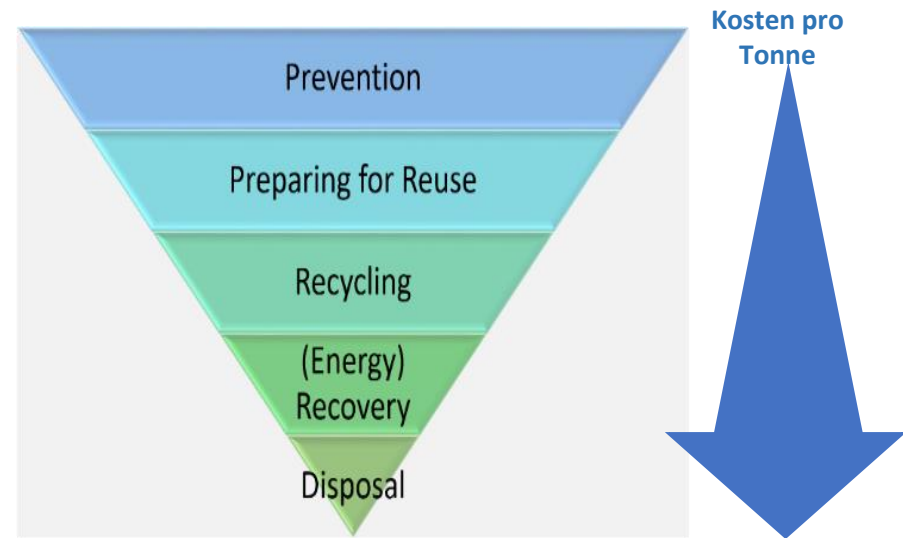 Kosten pro
Tonne
Prevention
Preparing for Reuse
Recycling
(Energy)
Recovery
Disposal